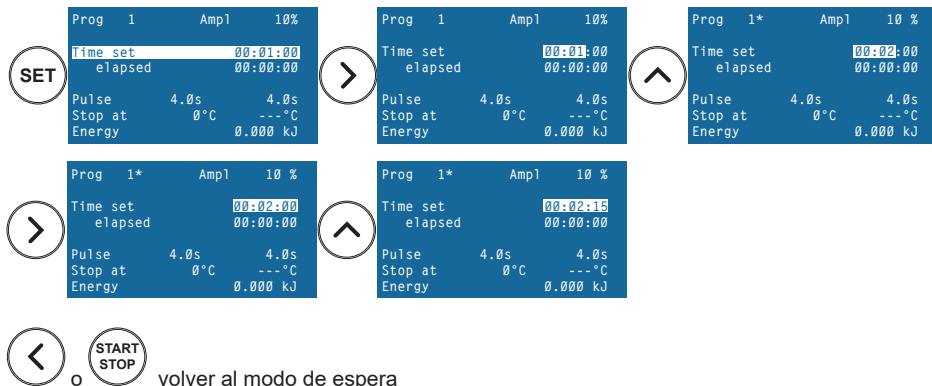 SET
Prog 1 Ampl 10%
Time set 00:01:00
elapsed 00:00:00
Pulse 4.0s 4.0s
Stop at 0°C ---°C
Energy 0.000 kJ
Prog 1 Ampl 10%
Time set 00:01:00
elapsed 00:00:00
Pulse 4.0s 4.0s
Stop at 0°C ---°C
Energy 0.000 kJ
Prog 1* Ampl 10 %
Time set 00:02:00
elapsed 00:00:00
Pulse 4.0s 4.0s
Stop at 0°C ---°C
Energy 0.000 kJ
Prog 1* Ampl 10 %
Time set 00:02:00
elapsed 00:00:00
Pulse 4.0s 4.0s
Stop at 0°C ---°C
Energy 0.000 kJ
Prog 1* Ampl 10 %
Time set 00:02:15
elapsed 00:00:00
Pulse 4.0s 4.0s
Stop at 0°C ---°C
Energy 0.000 kJ
o START STOP volver al modo de espera